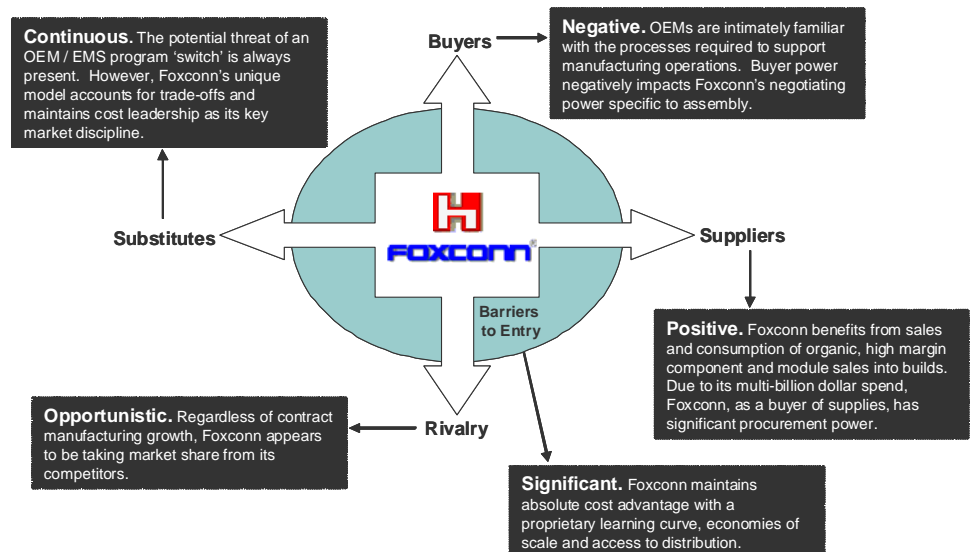 Continuous. The potential threat of an
OEM / EMS program ‘switch’ is always
present. However, Foxconn’s unique
model accounts for trade-offs and
maintains cost leadership as its key
market discipline.
Buyers
Negative. OEMs are intimately familiar
with the processes required to support
manufacturing operations. Buyer power
negatively impacts Foxconn’s negotiating
power specific to assembly.
Substitutes
H
FOXCONN®
Suppliers
Barriers
to Entry
Positive. Foxconn benefits from sales
and consumption of organic, high margin
component and module sales into builds.
Due to its multi-billion dollar spend,
Foxconn, as a buyer of supplies, has
significant procurement power.
Opportunistic. Regardless of contract
manufacturing growth, Foxconn appears
to be taking market share from its
competitors.
Rivalry
Significant. Foxconn maintains
absolute cost advantage with a
proprietary learning curve, economies of
scale and access to distribution.